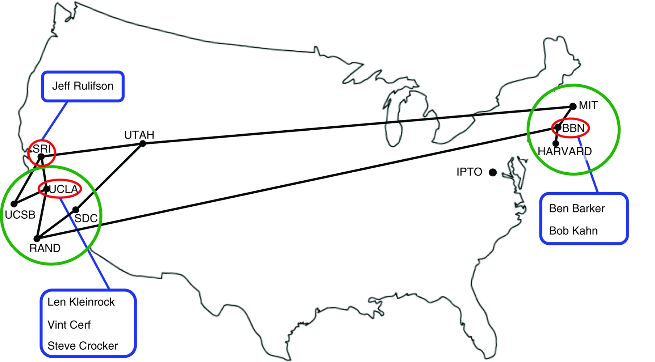 Jeff Rulifson
MIT
UTAH
BBN
SRI
HARVARD
IPTO
UCLA
UCSB
SDC
Ben Barker
Bob Kahn
RAND
Len Kleinrock
Vint Cerf
Steve Crocker